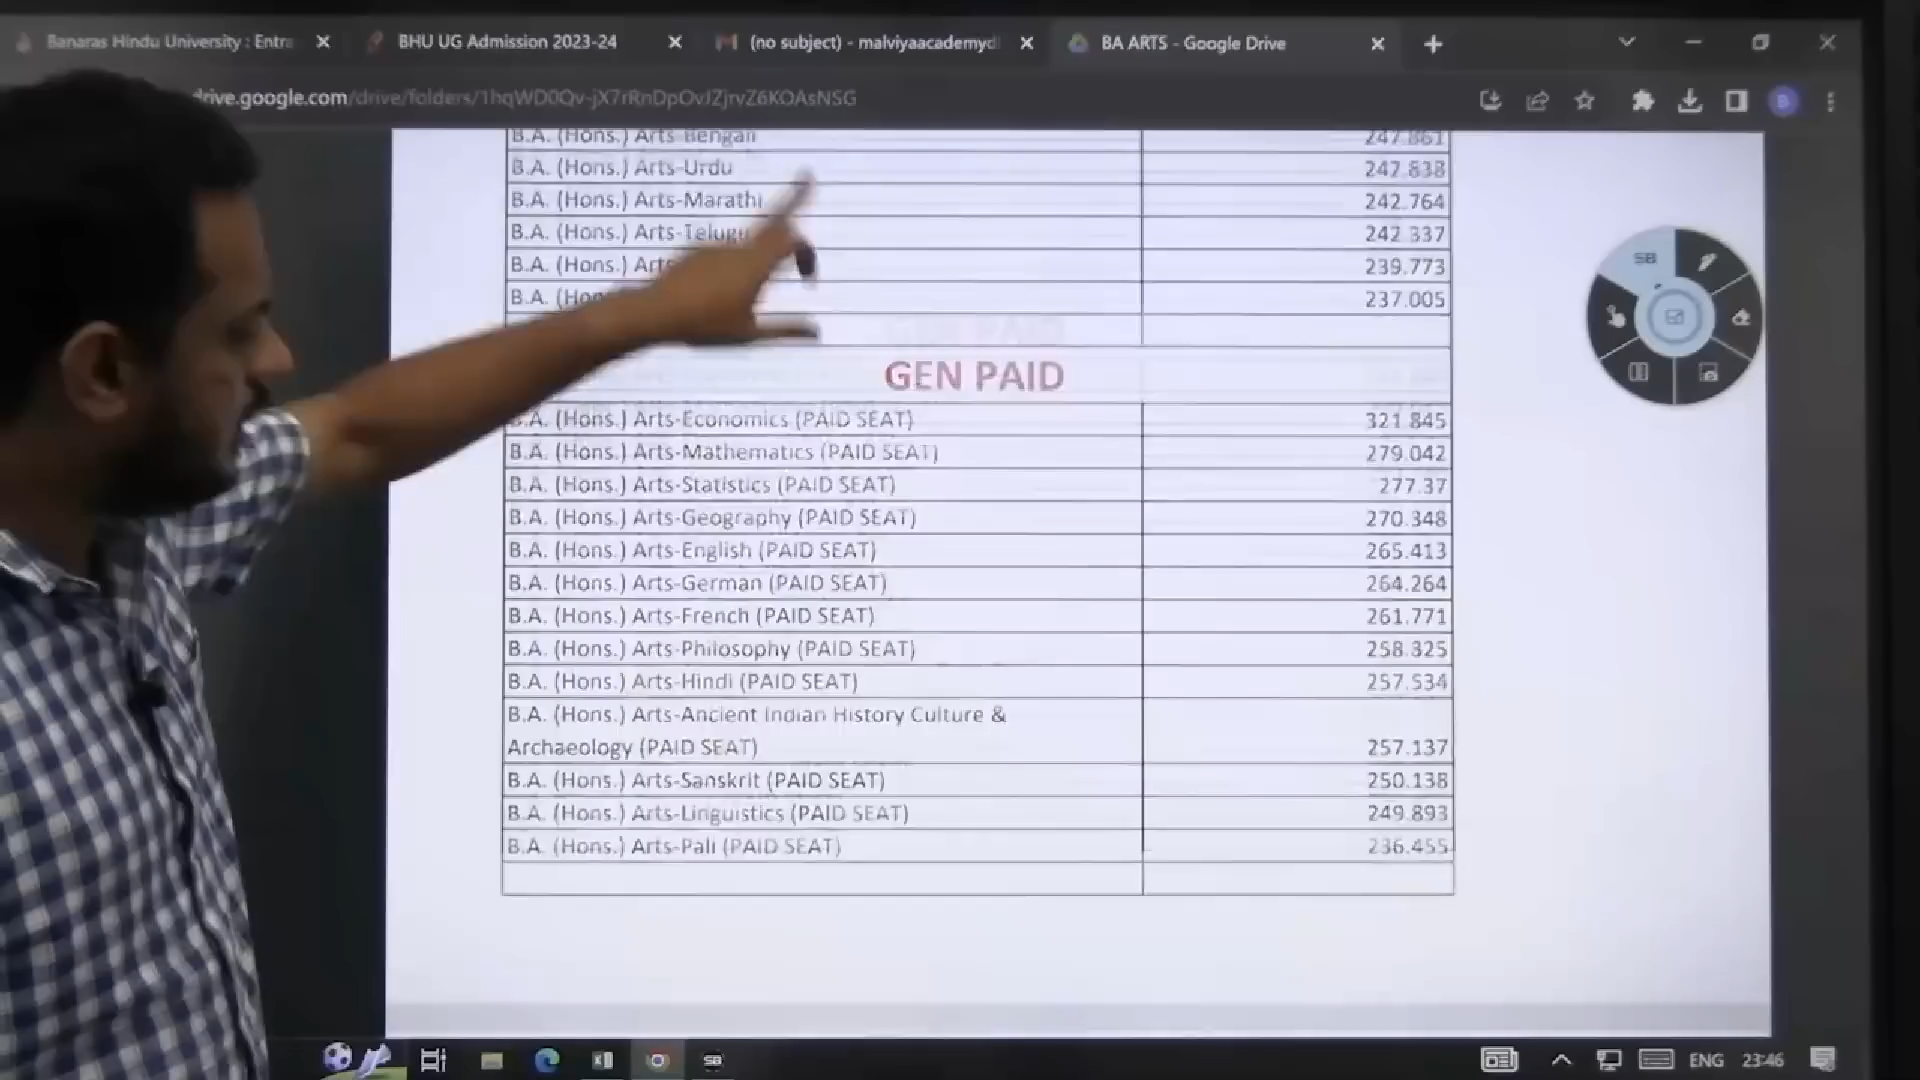 Banaras Hindu University : Entra
BHU UG Admission 2023-24
(no subject) - malviyaacademyd
BA ARTS - Google Drive
drive.google.com/drive/folders/1hqWD0Qv-jX7rRnDpOvJZjrvZ6KOAsNSG
B.A. (Hons.) Arts-Bengali 247.861
B.A. (Hons.) Arts-Urdu 247.838
B.A. (Hons.) Arts-Marathi 242.764
B.A. (Hons.) Arts-Telugu 242.337
B.A. (Hons.) Arts 239.773
B.A. (Hons 237.005
GEN PAID
B.A. (Hons.) Arts-Economics (PAID SEAT) 321.845
B.A. (Hons.) Arts-Mathematics (PAID SEAT) 279.042
B.A. (Hons.) Arts-Statistics (PAID SEAT) 277.37
B.A. (Hons.) Arts-Geography (PAID SEAT) 270.348
B.A. (Hons.) Arts-English (PAID SEAT) 265.413
B.A. (Hons.) Arts-German (PAID SEAT) 264.264
B.A. (Hons.) Arts-French (PAID SEAT) 261.771
B.A. (Hons.) Arts-Philosophy (PAID SEAT) 258.325
B.A. (Hons.) Arts-Hindi (PAID SEAT) 257.534
B.A. (Hons.) Arts-Ancient Indian History Culture &
Archaeology (PAID SEAT) 257.137
B.A. (Hons.) Arts-Sanskrit (PAID SEAT) 250.138
B.A. (Hons.) Arts-Linguistics (PAID SEAT) 249.893
B.A. (Hons.) Arts-Pali (PAID SEAT) 236.455
SB
B
SB
ENG 23:46